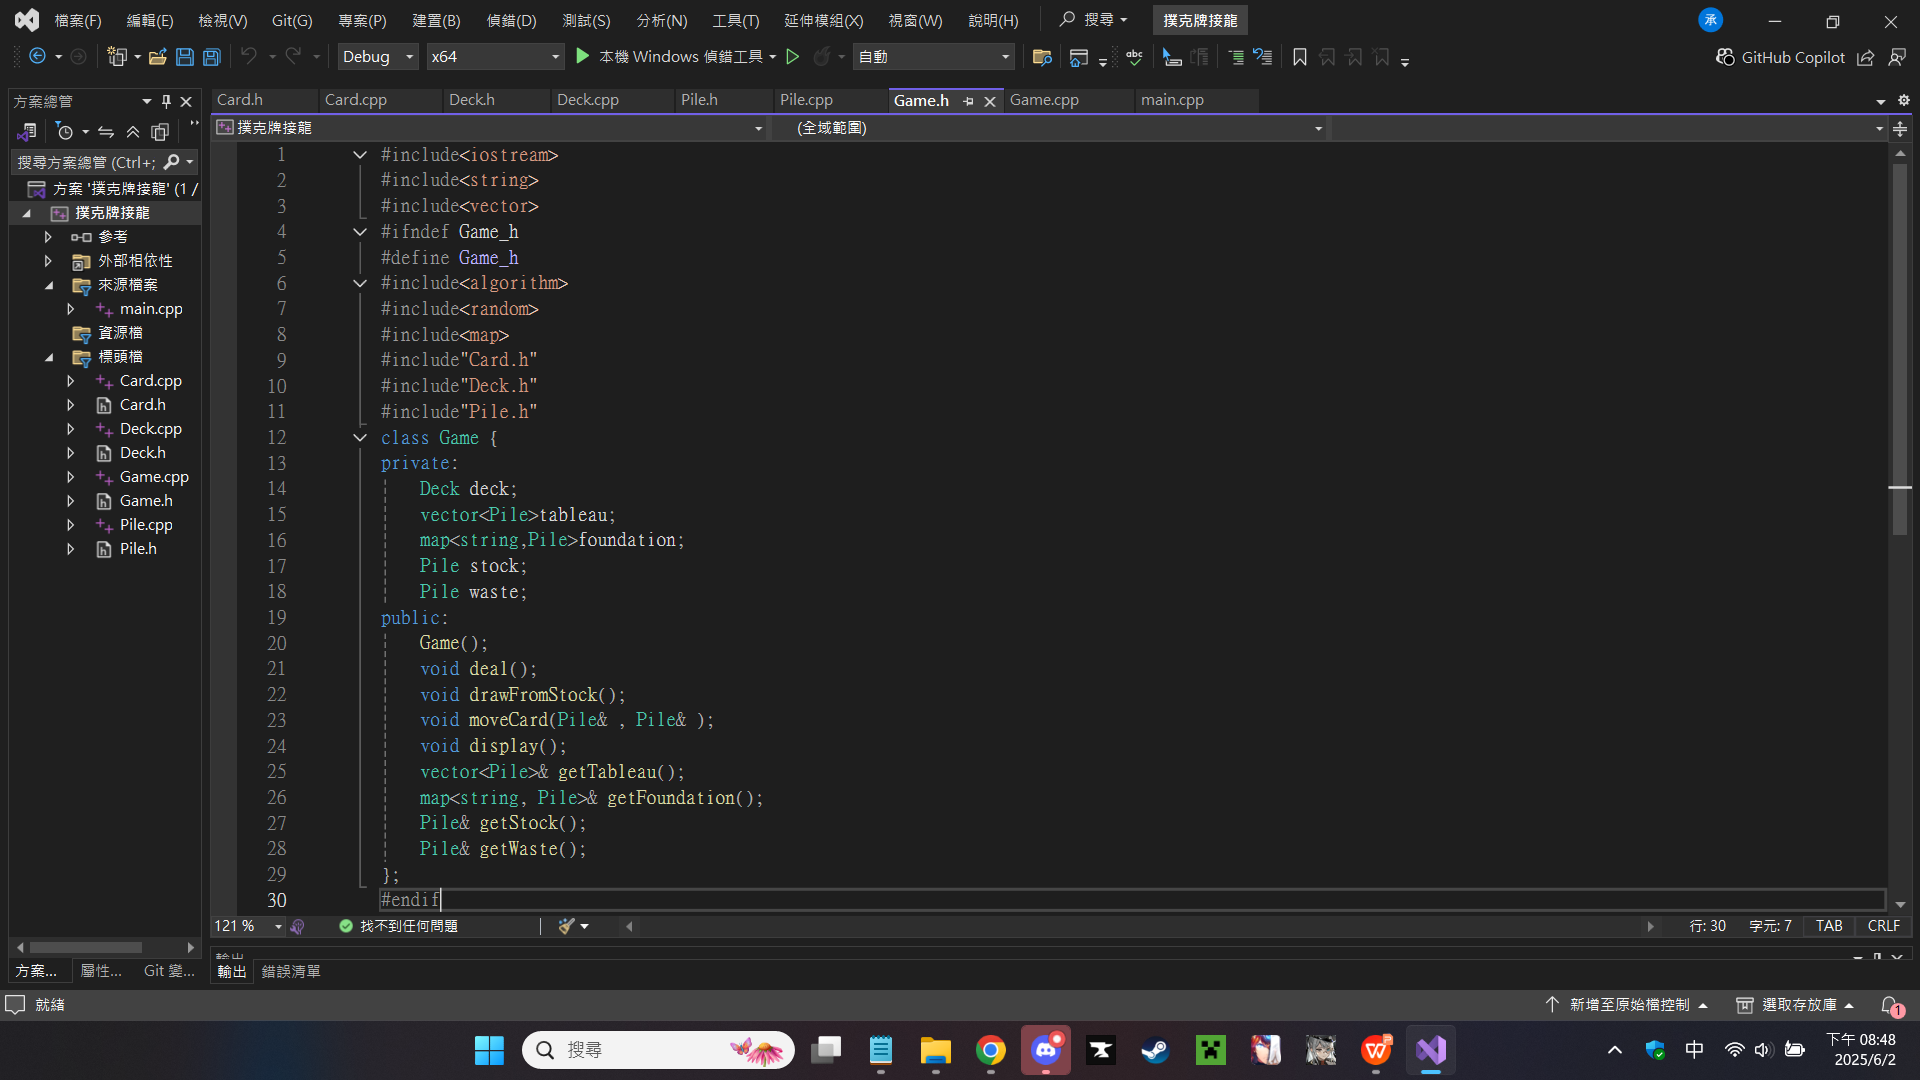 檔案(F) 編輯(E) 檢視(V) Git(G) 專案(P) 建置(B) 偵錯(D) 測試(S) 分析(N) 工具(T) 延伸模組(X) 視窗(W) 說明(H) 搜尋 撲克牌接龍 承
Debug x64 本機 Windows 偵錯工具 自動 abc GitHub Copilot
方案總管
搜尋方案總管 (Ctrl+;
方案 '撲克牌接龍' (1 /
撲克牌接龍
參考
外部相依性
來源檔案
main.cpp
資源檔
標頭檔
Card.cpp
Card.h
Deck.cpp
Deck.h
Game.cpp
Game.h
Pile.cpp
Pile.h
方案... 屬性... Git 變...
Card.h Card.cpp Deck.h Deck.cpp Pile.h Pile.cpp Game.h Game.cpp main.cpp
撲克牌接龍 (全域範圍)
1 #include<iostream>
2 #include<string>
3 #include<vector>
4 #ifndef Game_h
5 #define Game_h
6 #include<algorithm>
7 #include<random>
8 #include<map>
9 #include"Card.h"
10 #include"Deck.h"
11 #include"Pile.h"
12 class Game {
13 private:
14 Deck deck;
15 vector<Pile>tableau;
16 map<string,Pile>foundation;
17 Pile stock;
18 Pile waste;
19 public:
20 Game();
21 void deal();
22 void drawFromStock();
23 void moveCard(Pile& , Pile& );
24 void display();
25 vector<Pile>& getTableau();
26 map<string, Pile>& getFoundation();
27 Pile& getStock();
28 Pile& getWaste();
29 };
30 #endif
121 % 找不到任何問題 行: 30 字元: 7 TAB CRLF
輸出
輸出 錯誤清單
就緒 新增至原始檔控制 選取存放庫 1
搜尋 中 下午 08:48
2025/6/2